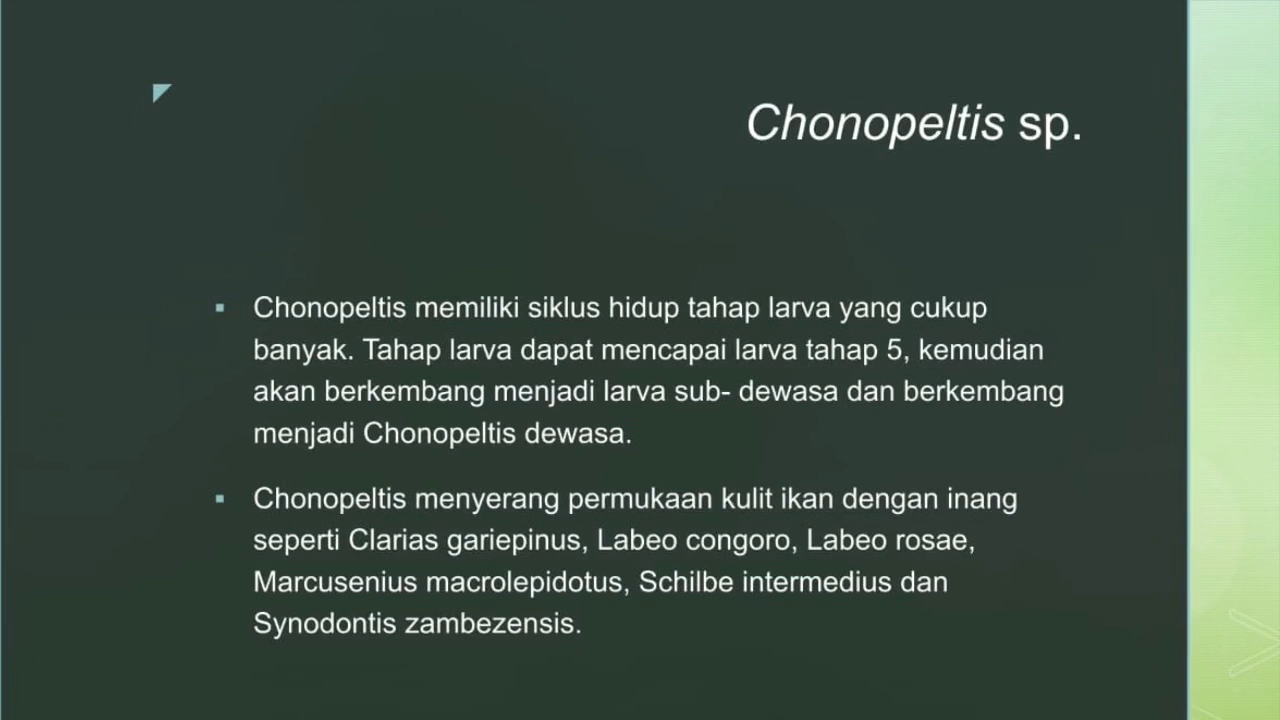 Chonopeltis sp.
▪ Chonopeltis memiliki siklus hidup tahap larva yang cukup
banyak. Tahap larva dapat mencapai larva tahap 5, kemudian
akan berkembang menjadi larva sub- dewasa dan berkembang
menjadi Chonopeltis dewasa.
▪ Chonopeltis menyerang permukaan kulit ikan dengan inang
seperti Clarias gariepinus, Labeo congoro, Labeo rosae,
Marcusenius macrolepidotus, Schilbe intermedius dan
Synodontis zambezensis.